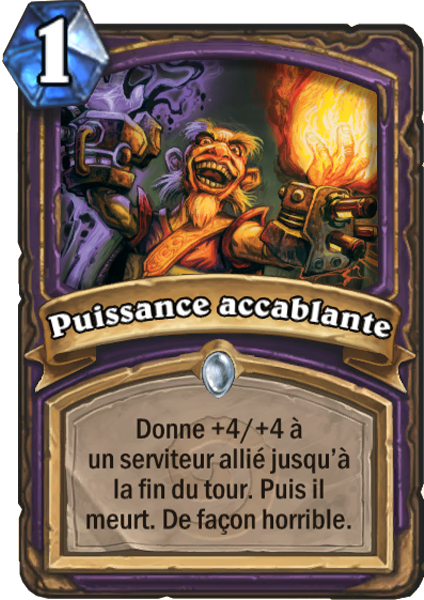 1
Puissance accablante
Donne +4/+4 à
un serviteur allié jusqu'à
la fin du tour. Puis il
meurt. De façon horrible.